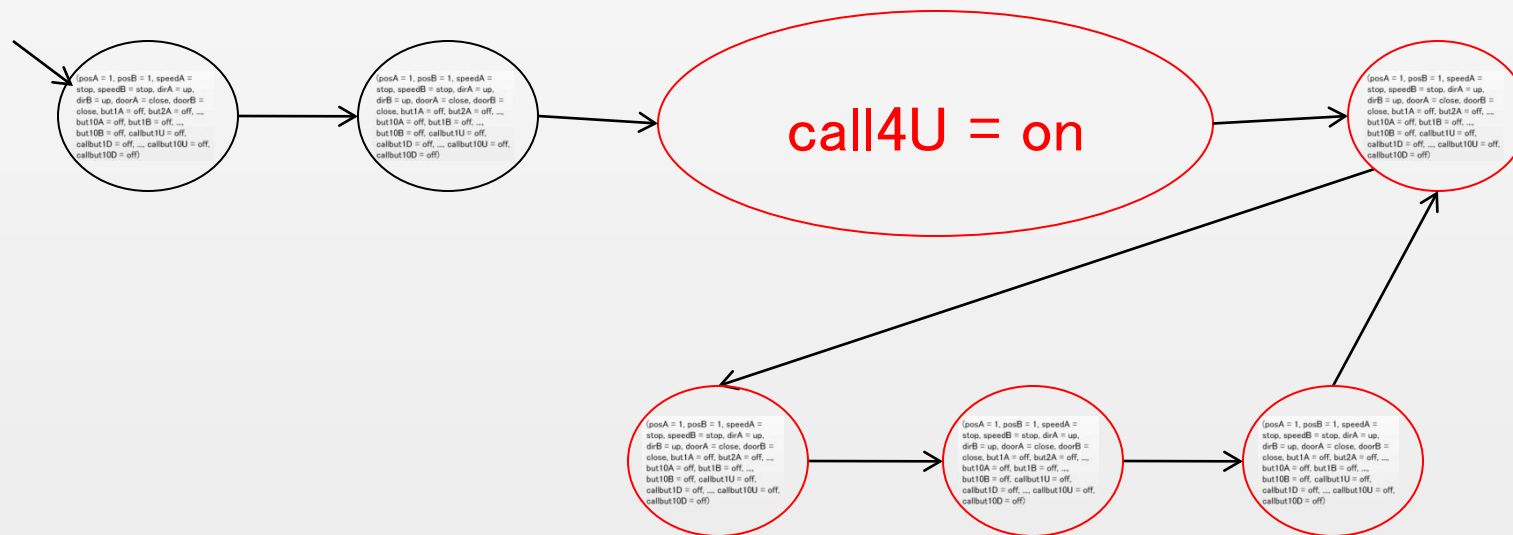 (posA = 1, posB = 1, speedA =
stop, speedB = stop, dirA = up,
dirB = up, doorA = close, doorB =
close, but1A = off, but2A = off, ...,
but10A = off, but1B = off, ...,
but10B = off, callbut1U = off,
callbut1D = off, ..., callbut10U = off,
callbut10D = off)
(posA = 1, posB = 1, speedA =
stop, speedB = stop, dirA = up,
dirB = up, doorA = close, doorB =
close, but1A = off, but2A = off, ...,
but10A = off, but1B = off, ...,
but10B = off, callbut1U = off,
callbut1D = off, ..., callbut10U = off,
callbut10D = off)
call4U = on
(posA = 1, posB = 1, speedA =
stop, speedB = stop, dirA = up,
dirB = up, doorA = close, doorB =
close, but1A = off, but2A = off, ...,
but10A = off, but1B = off, ...,
but10B = off, callbut1U = off,
callbut1D = off, ..., callbut10U = off,
callbut10D = off)
(posA = 1, posB = 1, speedA =
stop, speedB = stop, dirA = up,
dirB = up, doorA = close, doorB =
close, but1A = off, but2A = off, ...,
but10A = off, but1B = off, ...,
but10B = off, callbut1U = off,
callbut1D = off, ..., callbut10U = off,
callbut10D = off)
(posA = 1, posB = 1, speedA =
stop, speedB = stop, dirA = up,
dirB = up, doorA = close, doorB =
close, but1A = off, but2A = off, ...,
but10A = off, but1B = off, ...,
but10B = off, callbut1U = off,
callbut1D = off, ..., callbut10U = off,
callbut10D = off)
(posA = 1, posB = 1, speedA =
stop, speedB = stop, dirA = up,
dirB = up, doorA = close, doorB =
close, but1A = off, but2A = off, ...,
but10A = off, but1B = off, ...,
but10B = off, callbut1U = off,
callbut1D = off, ..., callbut10U = off,
callbut10D = off)